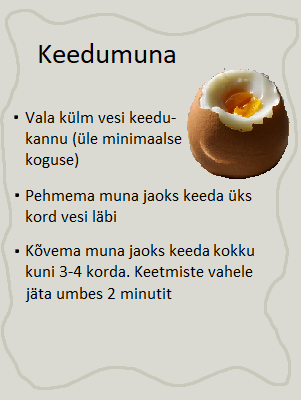 Keedumuna
• Vala külm vesi keedu-
kannu (üle minimaalse
koguse)
• Pehmema muna jaoks keeda üks
kord vesi läbi
• Kõvema muna jaoks keeda kokku
kuni 3-4 korda. Keetmiste vahele
jäta umbes 2 minutit